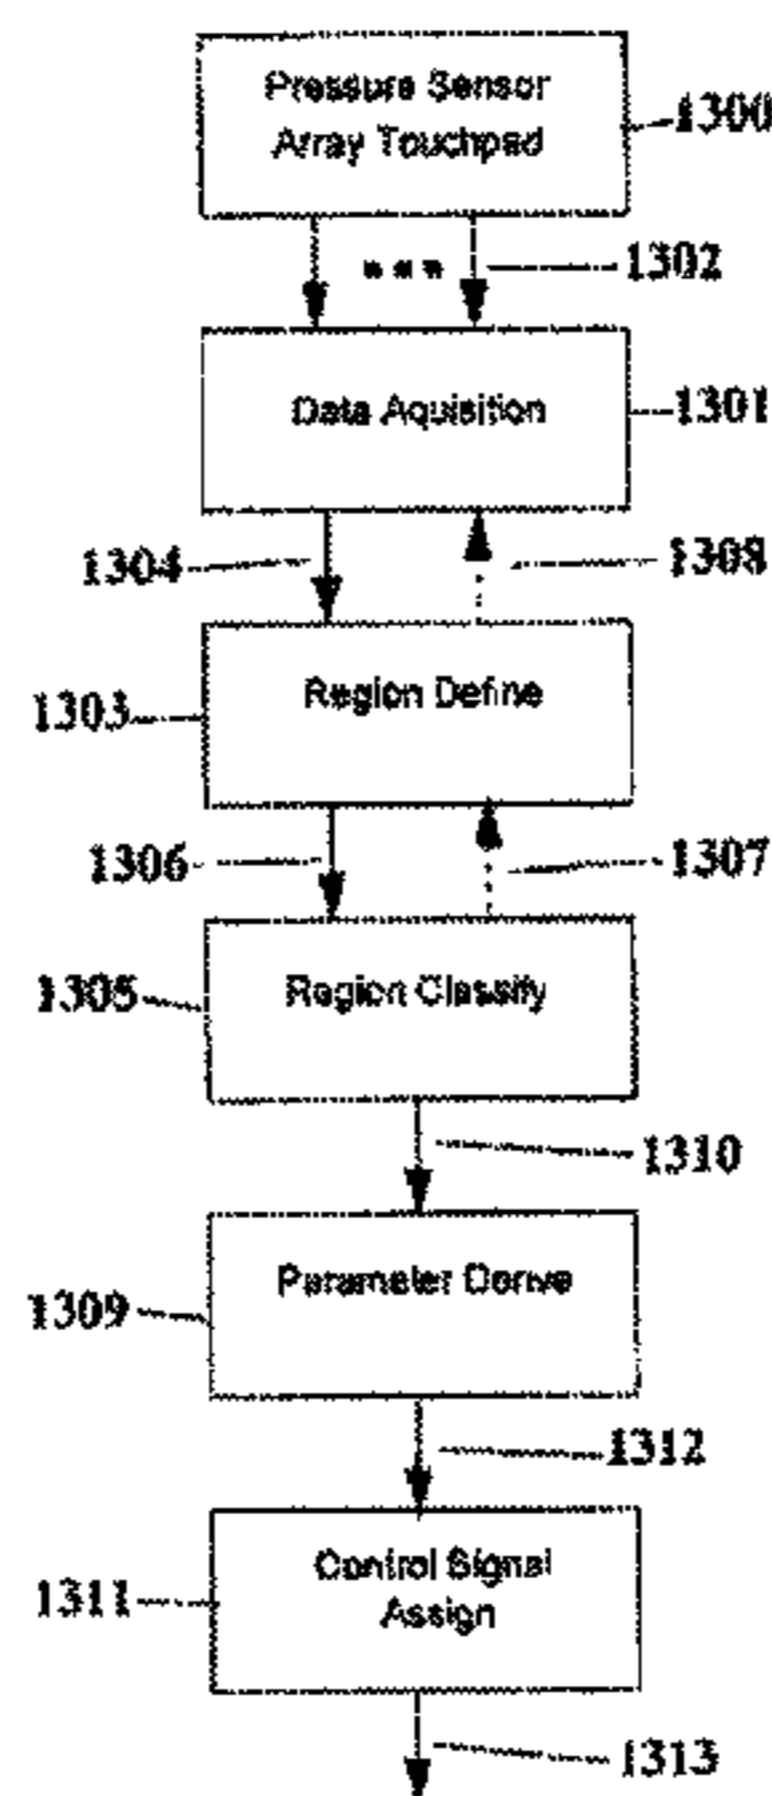 Pressure Sensor
Array Touchpad
1300
1302
Data Aquisition
1301
1304
1308
Region Define
1303
1306
1307
Region Classify
1305
1310
Parameter Derive
1309
1312
Control Signal
Assign
1311
1313